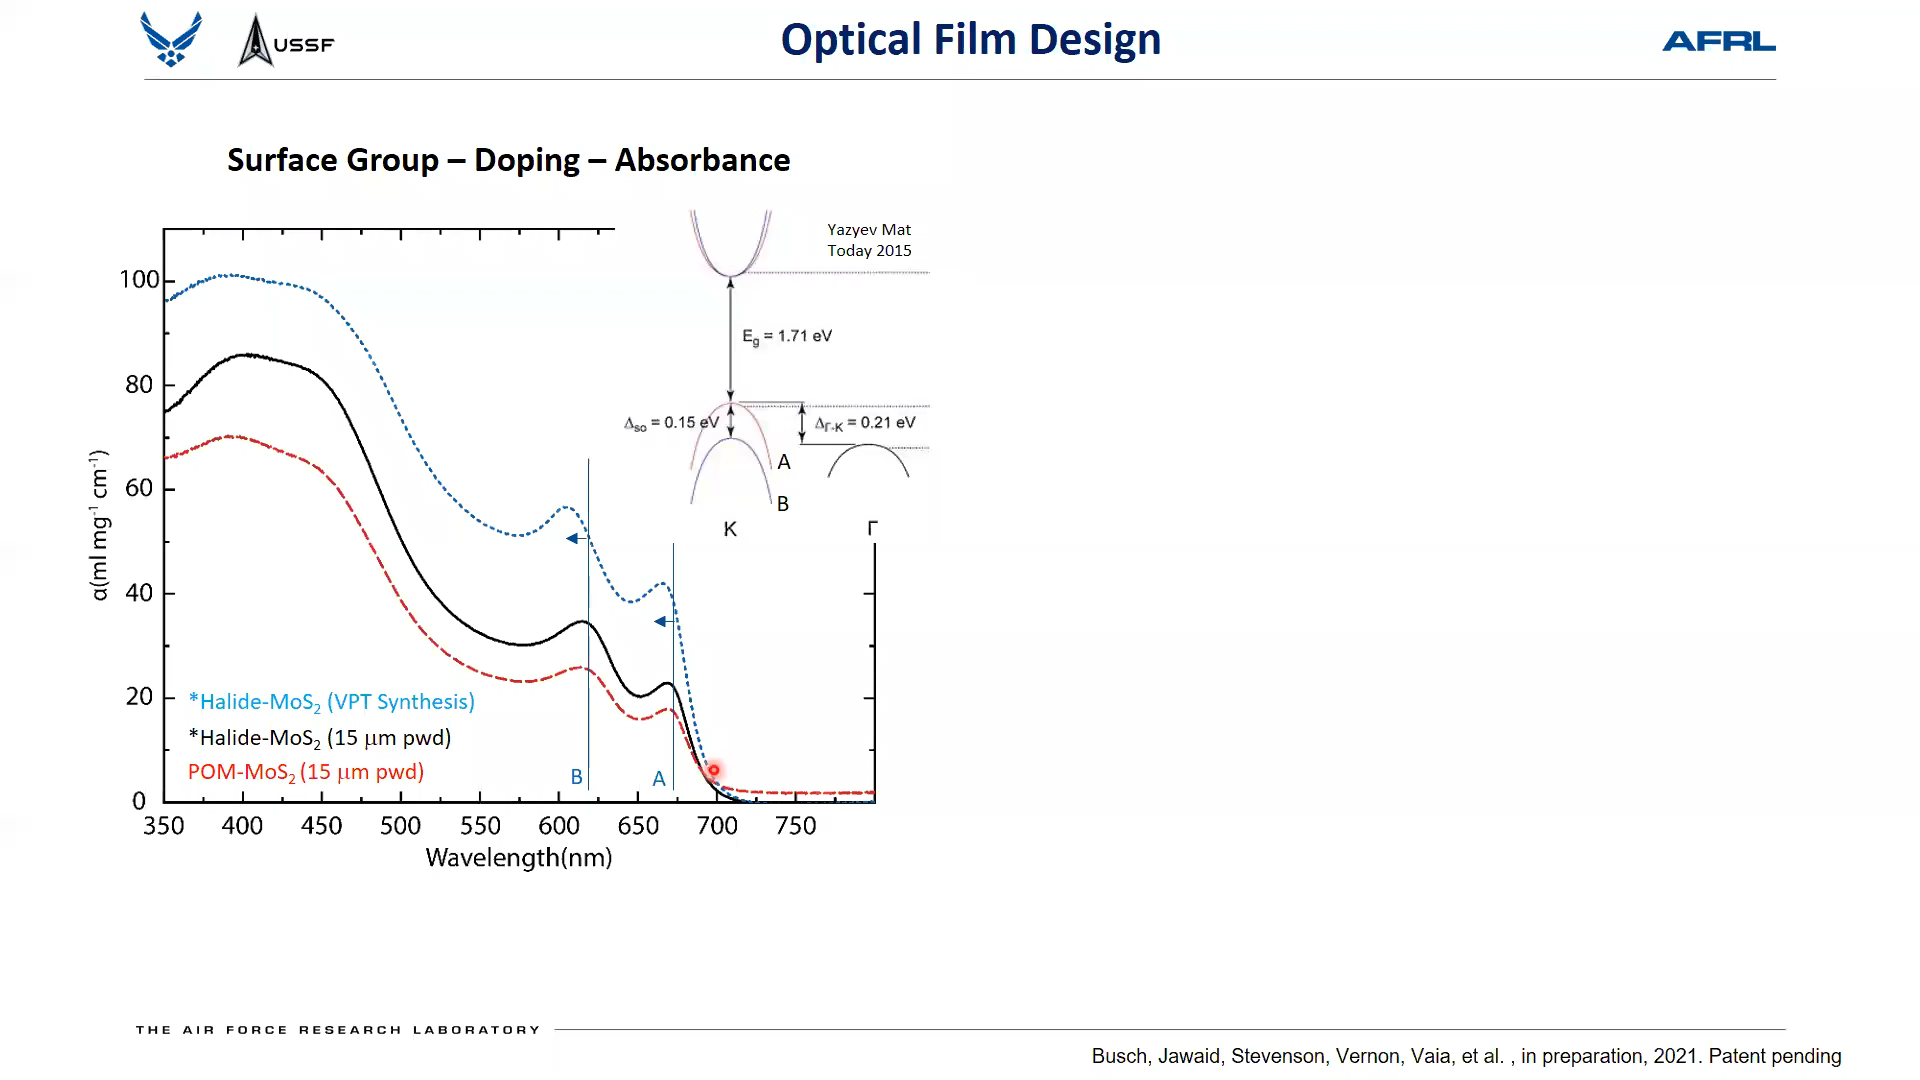 USSF
Optical Film Design
AFRL
Surface Group – Doping – Absorbance
Yazyev Mat
Today 2015
E_g = 1.71 eV
Δ_so = 0.15 eV
Δ_Γ-K = 0.21 eV
A
B
K
Γ
100
80
60
40
20
0
α(ml mg⁻¹ cm⁻¹)
*Halide-MoS₂ (VPT Synthesis)
*Halide-MoS₂ (15 μm pwd)
POM-MoS₂ (15 μm pwd)
B
A
350 400 450 500 550 600 650 700 750
Wavelength(nm)
THE AIR FORCE RESEARCH LABORATORY
Busch, Jawaid, Stevenson, Vernon, Vaia, et al. , in preparation, 2021. Patent pending